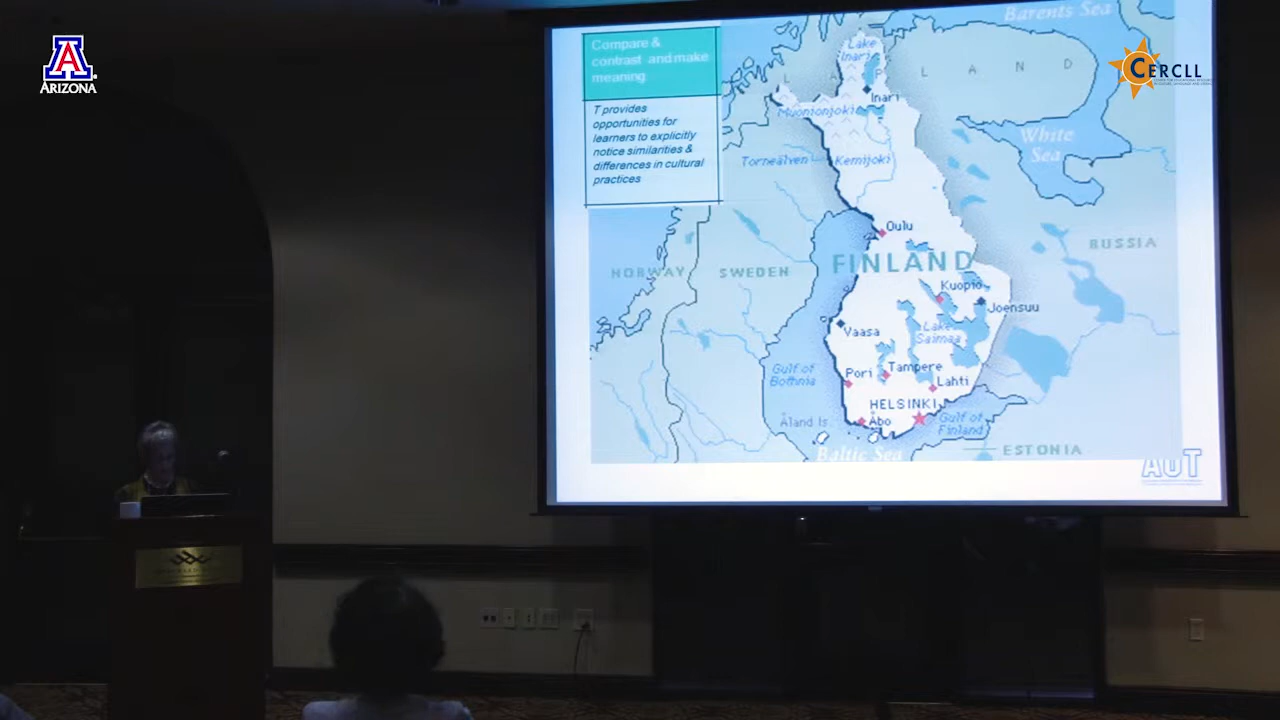 ARIZONA
CERCLL
Compare &
contrast and make
meaning
T provides
opportunities for
learners to explicitly
notice similarities &
differences in cultural
practices
Barents Sea
Lake
Inari
L A P L A N D
Inari
Muonionjoki
White
Sea
Torneälven
Kemijoki
Oulu
RUSSIA
FINLAND
NORWAY
SWEDEN
Kuopio
Joensuu
Vaasa
Lake
Saimaa
Gulf of
Bothnia
Pori
Tampere
Lahti
HELSINKI
Åland Is.
Åbo
Gulf of
Finland
Baltic Sea
ESTONIA
AUT